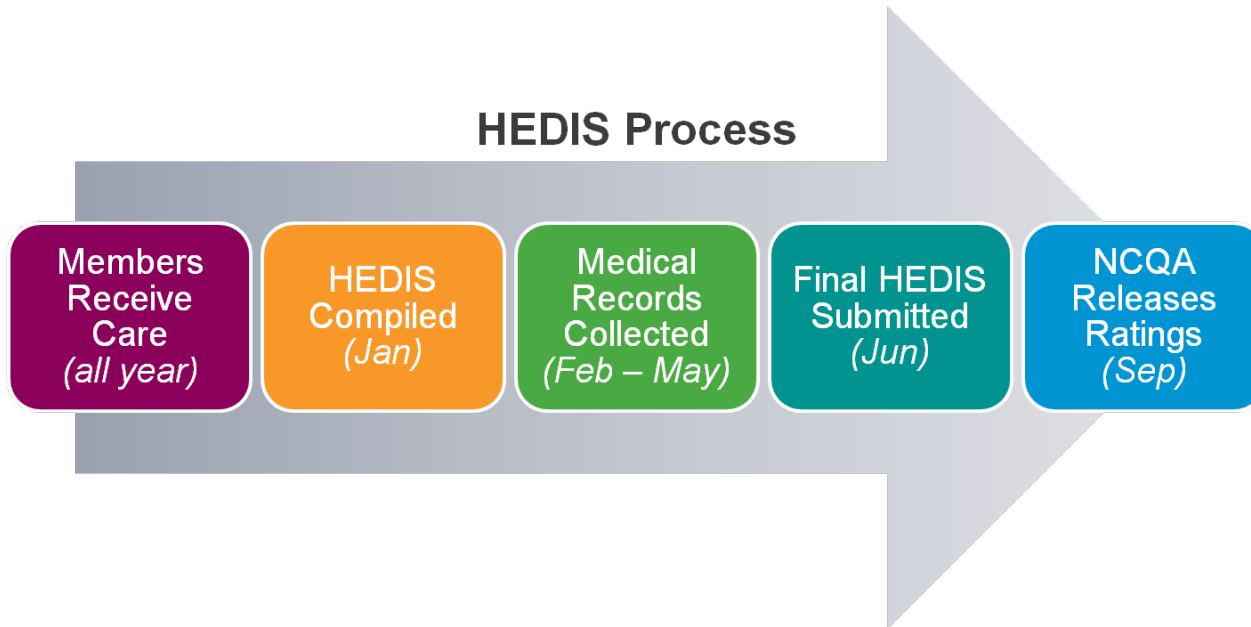 HEDIS Process
Members
Receive
Care
(all year)
HEDIS
Compiled
(Jan)
Medical
Records
Collected
(Feb – May)
Final HEDIS
Submitted
(Jun)
NCQA
Releases
Ratings
(Sep)